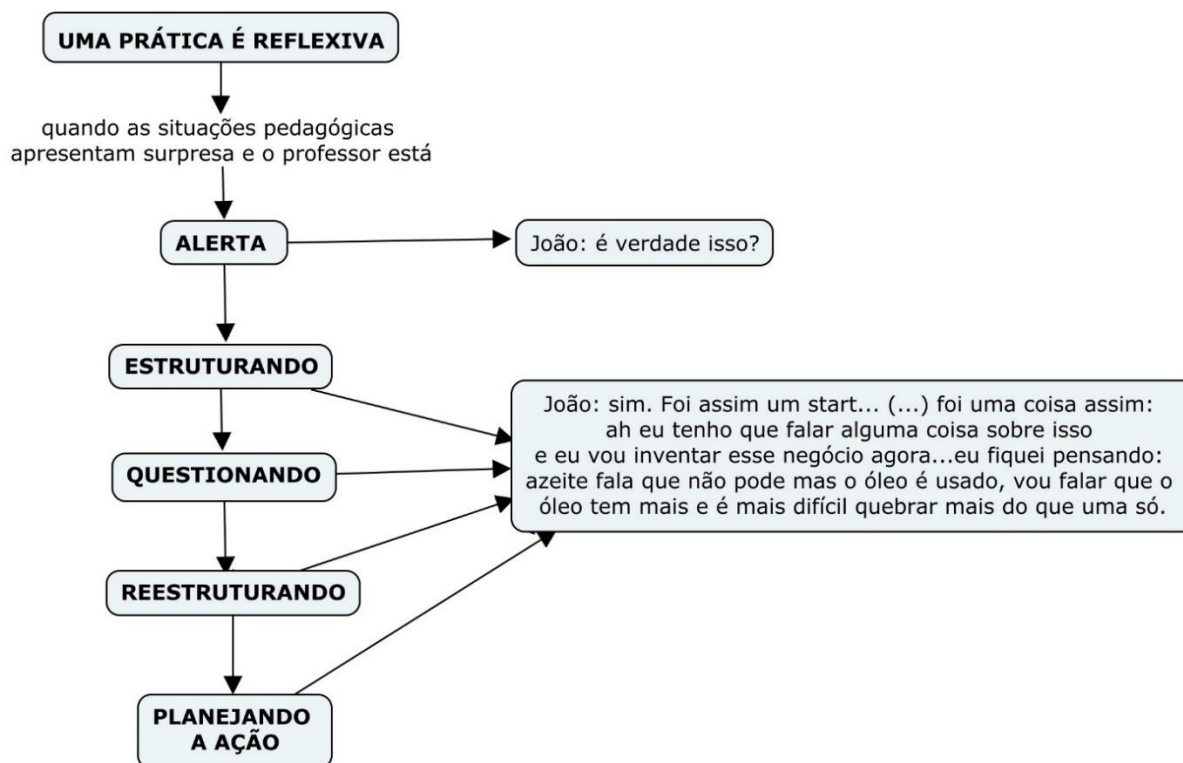 UMA PRÁTICA É REFLEXIVA
quando as situações pedagógicas
apresentam surpresa e o professor está
ALERTA
João: é verdade isso?
ESTRUTURANDO
João: sim. Foi assim um start... (...) foi uma coisa assim:
ah eu tenho que falar alguma coisa sobre isso
e eu vou inventar esse negócio agora...eu fiquei pensando:
azeite fala que não pode mas o óleo é usado, vou falar que o
óleo tem mais e é mais difícil quebrar mais do que uma só.
QUESTIONANDO
REESTRUTURANDO
PLANEJANDO
A AÇÃO